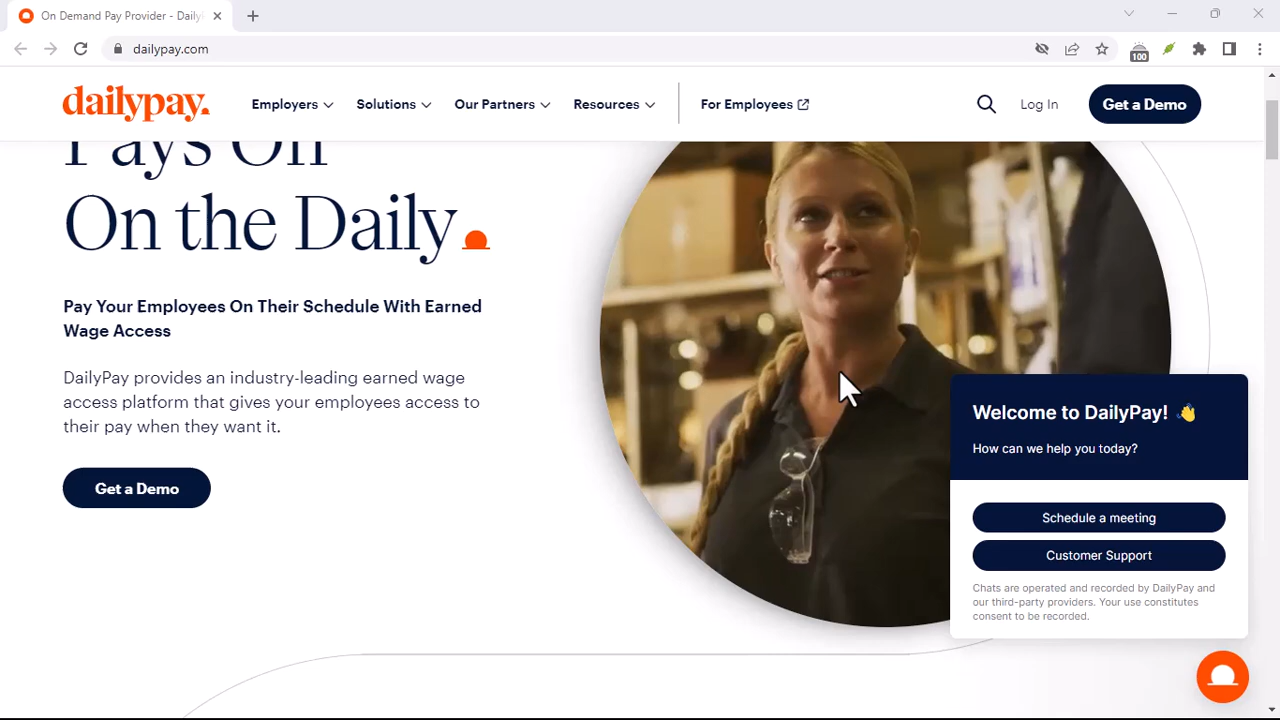 On Demand Pay Provider - Daily
dailypay.com
100
dailypay.
Employers
Solutions
Our Partners
Resources
For Employees
Log In
Get a Demo
Pays On
On the Daily
Pay Your Employees On Their Schedule With Earned
Wage Access
DailyPay provides an industry-leading earned wage
access platform that gives your employees access to
their pay when they want it.
Get a Demo
Welcome to DailyPay! 👋
How can we help you today?
Schedule a meeting
Customer Support
Chats are operated and recorded by DailyPay and
our third-party providers. Your use constitutes
consent to be recorded.